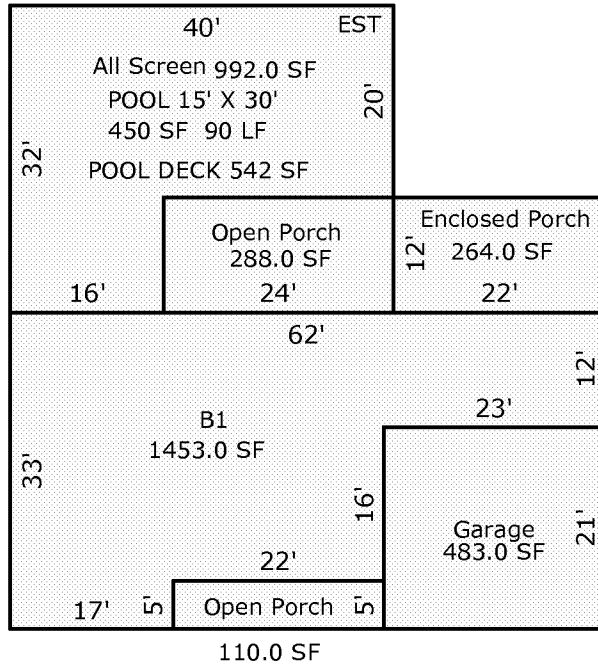 40' EST
All Screen 992.0 SF
POOL 15' X 30'
450 SF 90 LF
POOL DECK 542 SF
20'
32'
Open Porch
288.0 SF
Enclosed Porch
264.0 SF
12'
16' 24' 22'
62'
12'
23'
B1
1453.0 SF
33'
16'
Garage
483.0 SF
21'
22'
17' 5' Open Porch 5'
110.0 SF